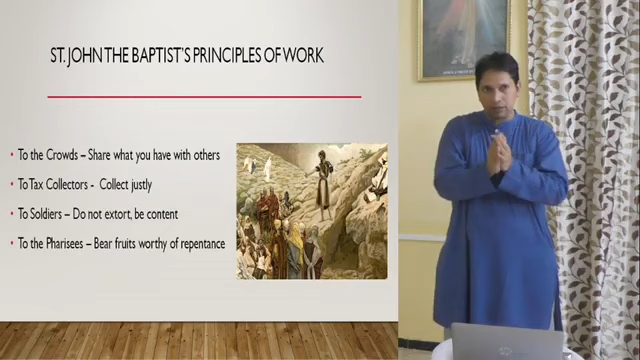 ST. JOHN THE BAPTIST'S PRINCIPLES OF WORK
• To the Crowds – Share what you have with others
• To Tax Collectors - Collect justly
• To Soldiers – Do not extort, be content
• To the Pharisees – Bear fruits worthy of repentance